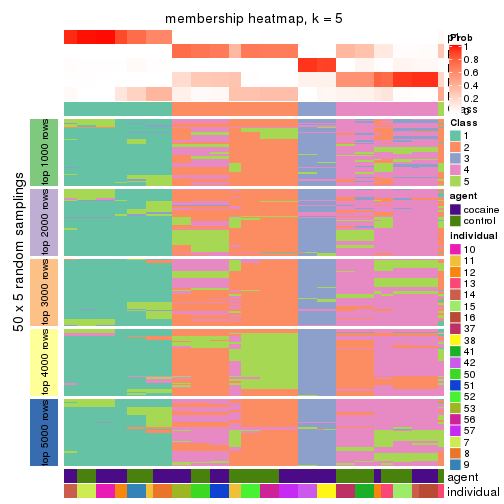 membership heatmap, k = 5
50 x 5 random samplings
top 1000 rows
top 2000 rows
top 3000 rows
top 4000 rows
top 5000 rows
Prob
1
0.8
0.6
0.4
0.2
0
Class
1
2
3
4
5
agent
cocaine
control
individual
10
11
12
13
14
15
16
37
38
41
42
50
51
52
53
56
57
7
8
9
agent
individual